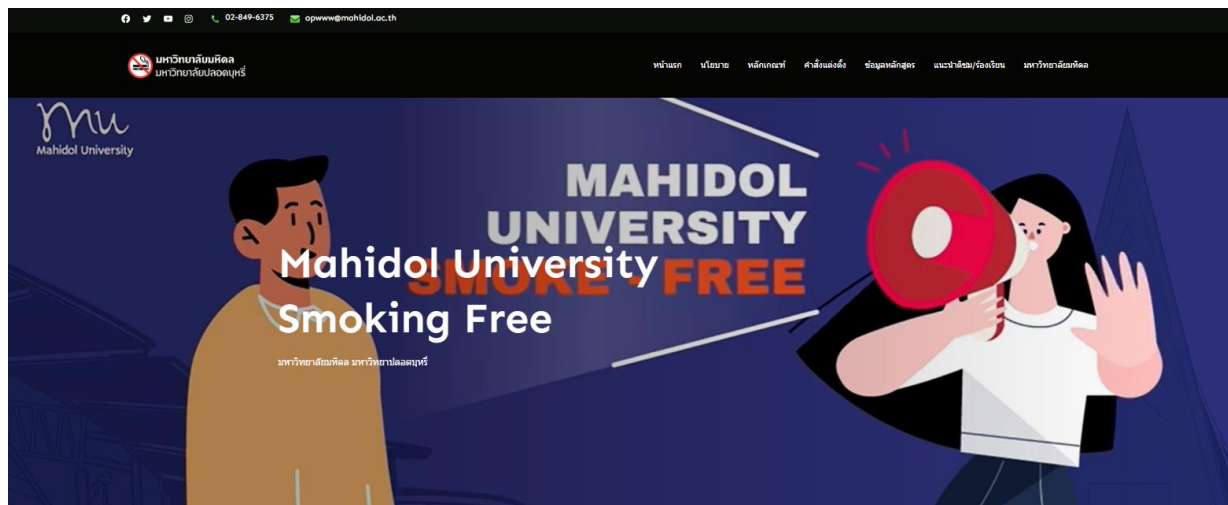 02-849-6375 opwww@mahidol.ac.th
มหาวิทยาลัยมหิดล
มหาวิทยาลัยปลอดบุหรี่
หน้าแรก นโยบาย หลักเกณฑ์ คำสั่งแต่งตั้ง ข้อมูลหลักสูตร แนะนำติชม/ร้องเรียน มหาวิทยาลัยมหิดล
mu
Mahidol University
MAHIDOL
UNIVERSITY
SMOKE - FREE
Mahidol University
Smoking Free
มหาวิทยาลัยมหิดล มหาวิทยาปลอดบุหรี่